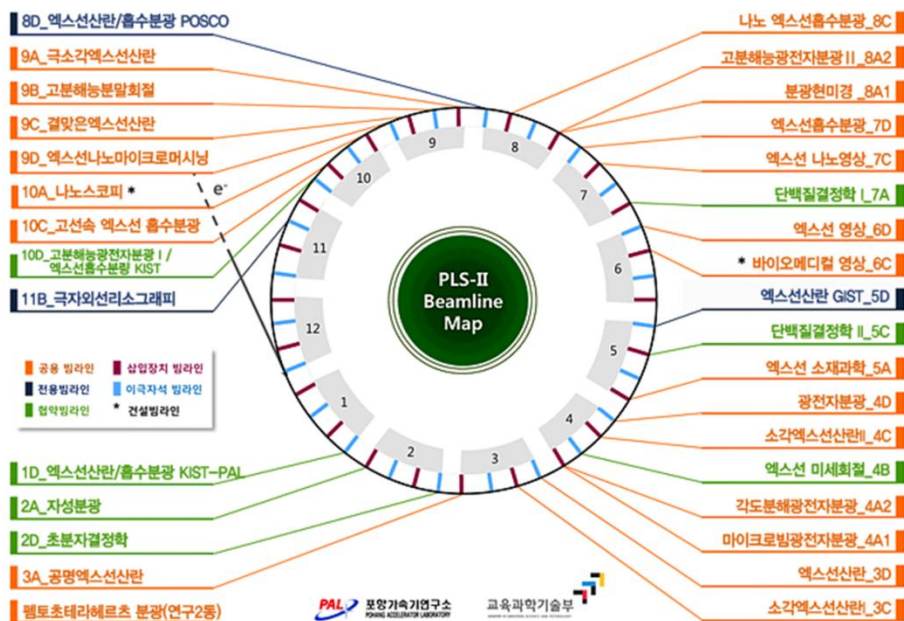 8D_엑스선산란/흡수분광 POSCO
9A_극소각엑스선산란
9B_고분해능분말회절
9C_결맞은엑스선산란
9D_엑스선나노마이크로머시닝
10A_나노스코피 *
10C_고선속 엑스선 흡수분광
10D_고분해능광전자분광 I /
엑스선흡수분광 KIST
11B_극자외선리소그래피
공용 빔라인
삽입장치 빔라인
전용빔라인
이극자석 빔라인
협약빔라인
* 건설빔라인
1D_엑스선산란/흡수분광 KIST-PAL
2A_자성분광
2D_초분자결정학
3A_공명엑스선산란
펨토초테라헤르츠 분광(연구2동)
e-
9
8
10
7
11
6
12
5
1
4
2
3
PLS-II
Beamline
Map
나노 엑스선흡수분광_8C
고분해능광전자분광 II_8A2
분광현미경_8A1
엑스선흡수분광_7D
엑스선 나노영상_7C
단백질결정학 I_7A
엑스선 영상_6D
* 바이오메디컬 영상_6C
엑스선산란 GIST_5D
단백질결정학 II_5C
엑스선 소재과학_5A
광전자분광_4D
소각엑스선산란II_4C
엑스선 미세회절_4B
각도분해광전자분광_4A2
마이크로빔광전자분광_4A1
엑스선산란_3D
소각엑스선산란I_3C
PAL 포항가속기연구소
POHANG ACCELERATOR LABORATORY
교육과학기술부
MINISTRY OF EDUCATION, SCIENCE AND TECHNOLOGY